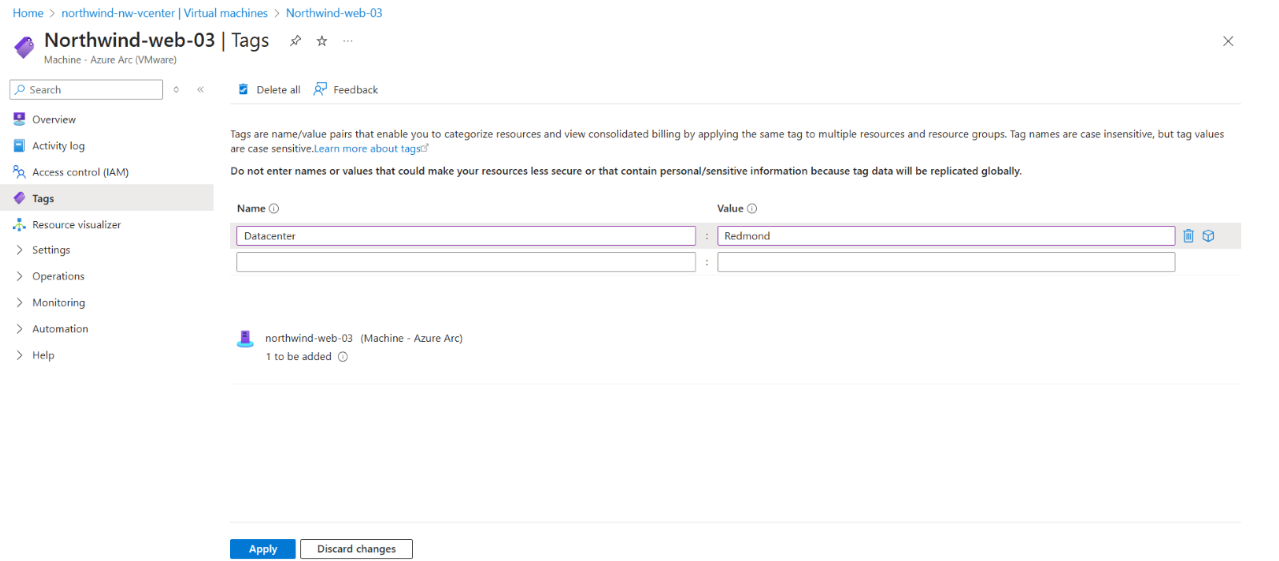 Home > northwind-nw-vcenter | Virtual machines > Northwind-web-03
Northwind-web-03 | Tags
Machine - Azure Arc (VMware)
Search
Delete all
Feedback
Overview
Activity log
Access control (IAM)
Tags
Resource visualizer
Settings
Operations
Monitoring
Automation
Help
Tags are name/value pairs that enable you to categorize resources and view consolidated billing by applying the same tag to multiple resources and resource groups. Tag names are case insensitive, but tag values
are case sensitive.Learn more about tags
Do not enter names or values that could make your resources less secure or that contain personal/sensitive information because tag data will be replicated globally.
Name Value
Datacenter : Redmond
:
northwind-web-03 (Machine - Azure Arc)
1 to be added
Apply Discard changes